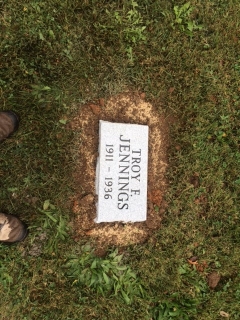 TROY F.
JENNINGS
1911 - 1936